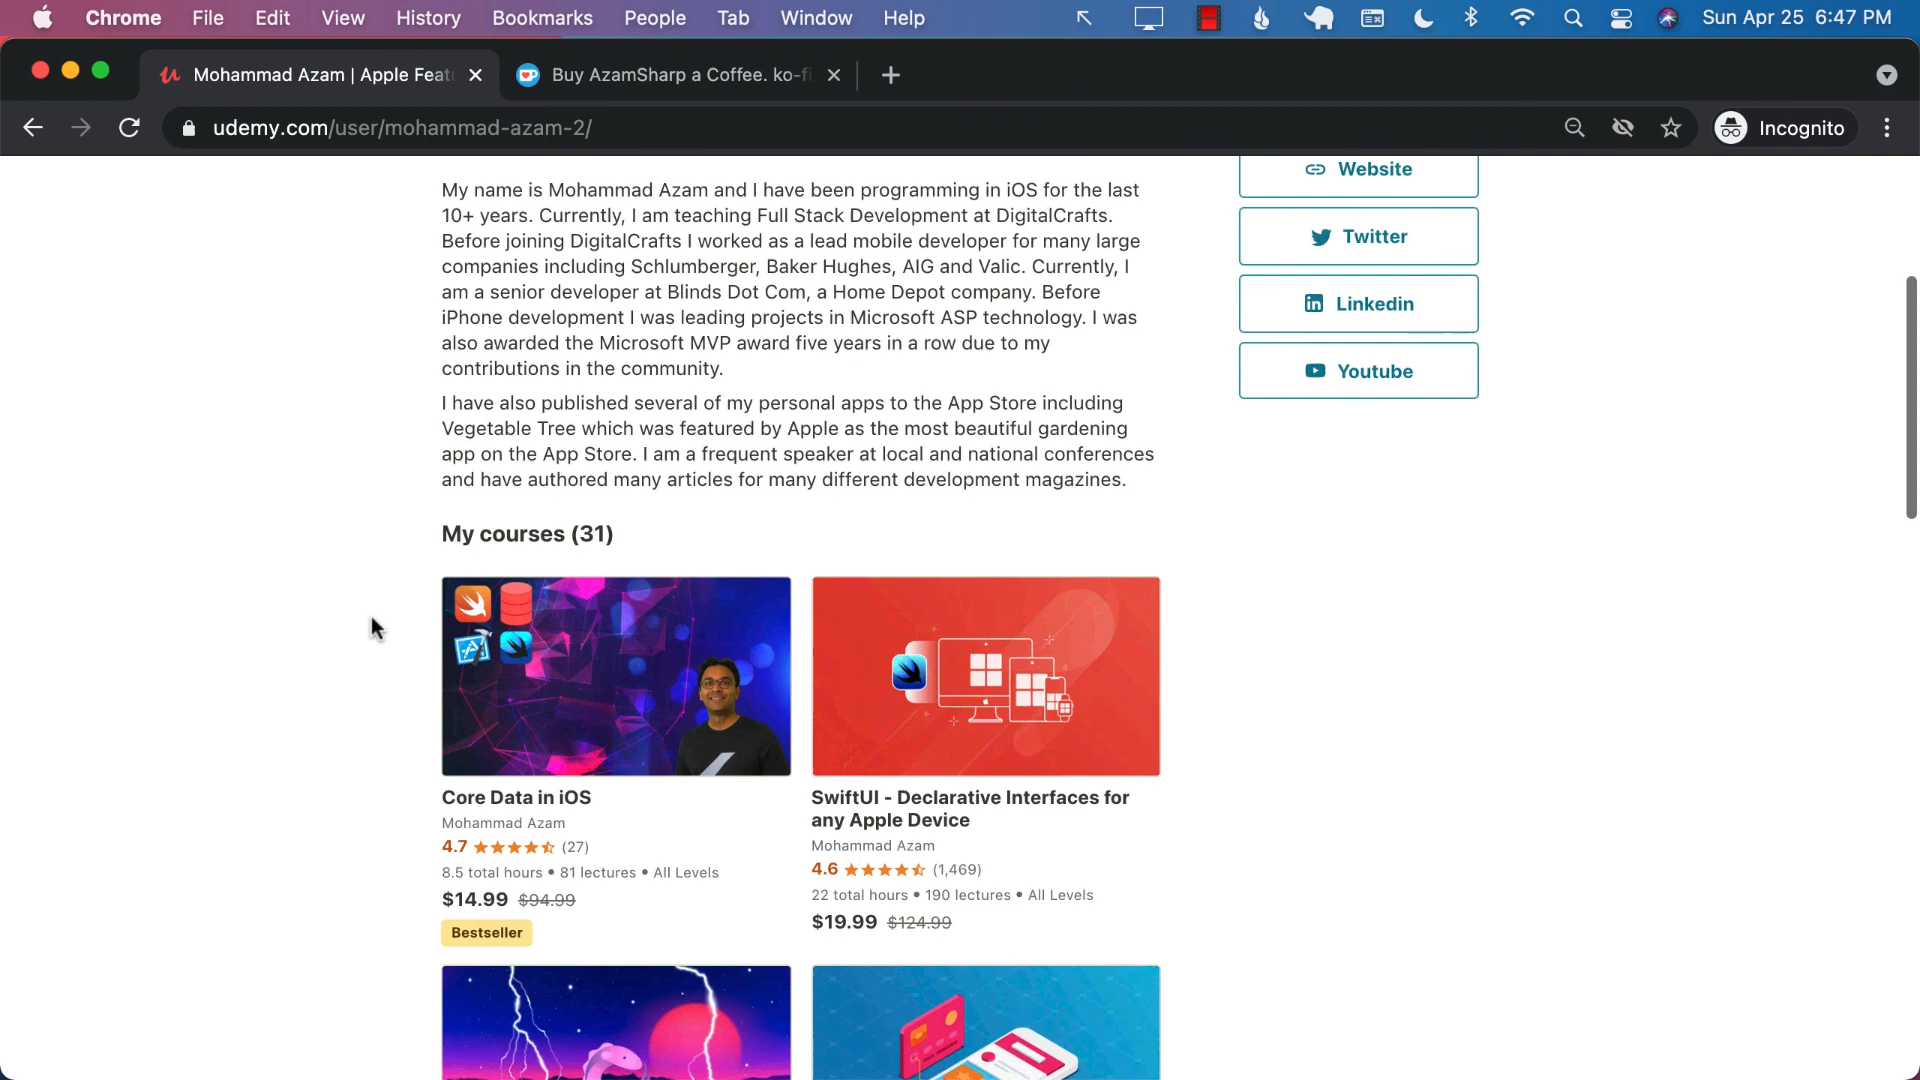 Chrome File Edit View History Bookmarks People Tab Window Help Sun Apr 25 6:47 PM
Mohammad Azam | Apple Feat Buy AzamSharp a Coffee. ko-fi
udemy.com/user/mohammad-azam-2/ Incognito
My name is Mohammad Azam and I have been programming in iOS for the last
10+ years. Currently, I am teaching Full Stack Development at DigitalCrafts.
Before joining DigitalCrafts I worked as a lead mobile developer for many large
companies including Schlumberger, Baker Hughes, AIG and Valic. Currently, I
am a senior developer at Blinds Dot Com, a Home Depot company. Before
iPhone development I was leading projects in Microsoft ASP technology. I was
also awarded the Microsoft MVP award five years in a row due to my
contributions in the community.
I have also published several of my personal apps to the App Store including
Vegetable Tree which was featured by Apple as the most beautiful gardening
app on the App Store. I am a frequent speaker at local and national conferences
and have authored many articles for many different development magazines.
Website
Twitter
Linkedin
Youtube
My courses (31)
Core Data in iOS
Mohammad Azam
4.7 (27)
8.5 total hours • 81 lectures • All Levels
$14.99 $94.99
Bestseller
SwiftUI - Declarative Interfaces for
any Apple Device
Mohammad Azam
4.6 (1,469)
22 total hours • 190 lectures • All Levels
$19.99 $124.99